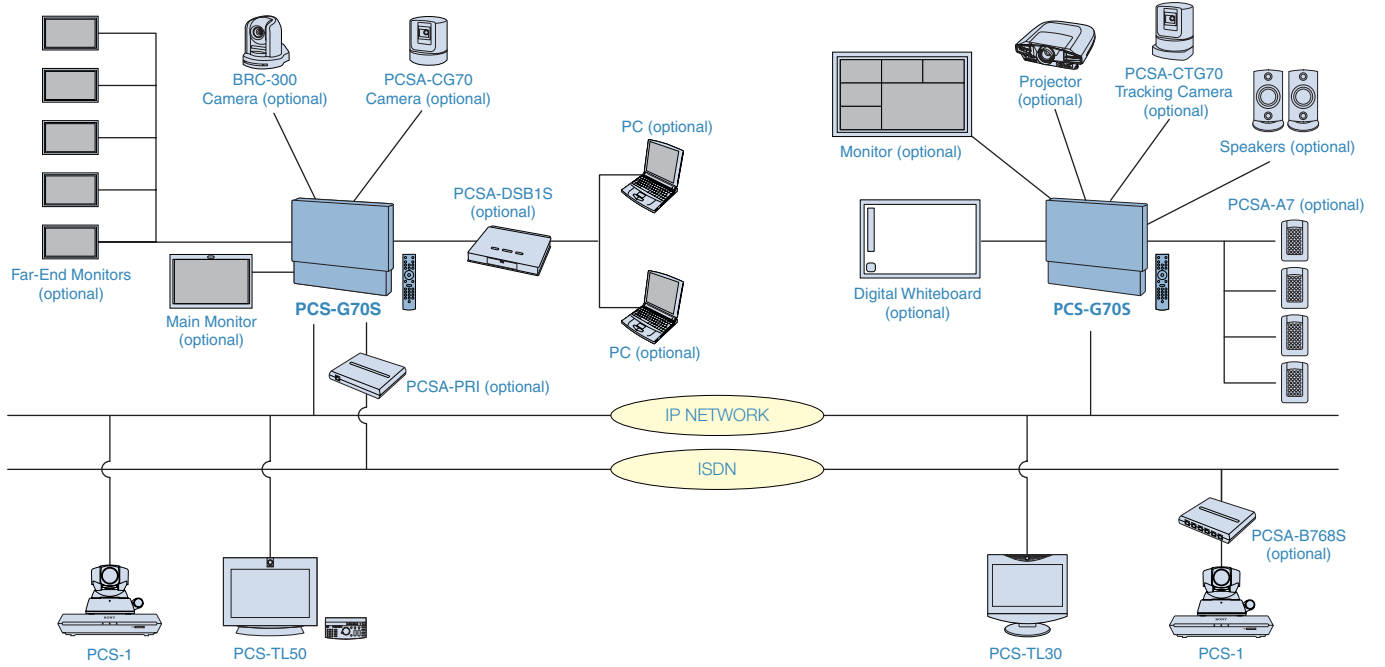 BRC-300
Camera (optional)
PCSA-CG70
Camera (optional)
PC (optional)
PCSA-DSB1S
(optional)
Far-End Monitors
(optional)
Main Monitor
(optional)
PCS-G70S
PC (optional)
PCSA-PRI (optional)
Monitor (optional)
Projector
(optional)
PCSA-CTG70
Tracking Camera
(optional)
Speakers (optional)
PCSA-A7 (optional)
Digital Whiteboard
(optional)
PCS-G70S
IP NETWORK
ISDN
PCSA-B768S
(optional)
SONY
PCS-1
PCS-TL50
PCS-TL30
SONY
PCS-1